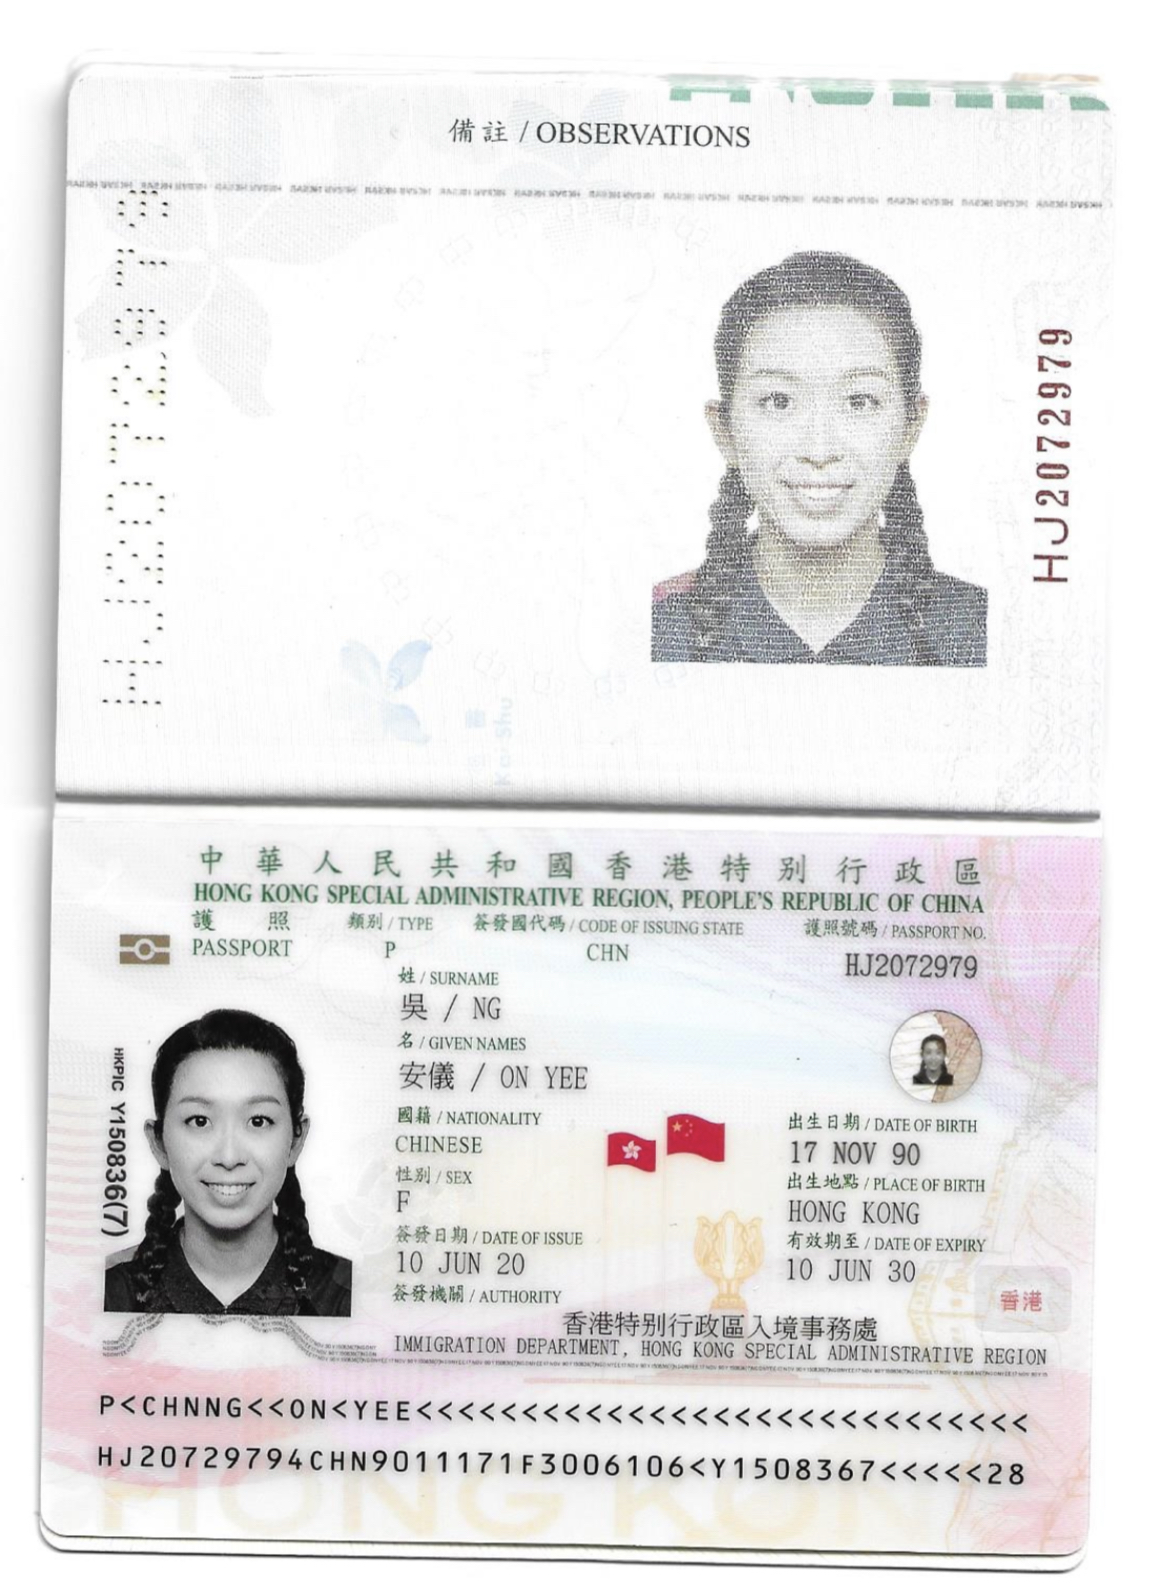 備註 / OBSERVATIONS
HJ2072979
HJ2072979
中華人民共和國香港特別行政區
HONG KONG SPECIAL ADMINISTRATIVE REGION, PEOPLE'S REPUBLIC OF CHINA
護照 類別 / TYPE 簽發國代碼 / CODE OF ISSUING STATE 護照號碼 / PASSPORT NO.
PASSPORT P CHN HJ2072979
姓 / SURNAME
吳 / NG
名 / GIVEN NAMES
安儀 / ON YEE
HKPIC Y150836(7)
國籍 / NATIONALITY 出生日期 / DATE OF BIRTH
CHINESE 17 NOV 90
性別 / SEX 出生地點 / PLACE OF BIRTH
F HONG KONG
簽發日期 / DATE OF ISSUE 有效期至 / DATE OF EXPIRY
10 JUN 20 10 JUN 30
簽發機關 / AUTHORITY
香港
香港特別行政區入境事務處
IMMIGRATION DEPARTMENT, HONG KONG SPECIAL ADMINISTRATIVE REGION
P<CHNNG<<ON<YEE<<<<<<<<<<<<<<<<<<<<<<<<<<<<<
HJ20729794CHN9011171F3006106<Y1508367<<<<<28
HONG KON